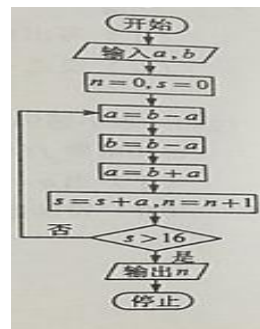 开始
输入a,b
n=0,s=0
a=b-a
b=b-a
a=b+a
s=s+a,n=n+1
否
s>16
是
输出n
停止